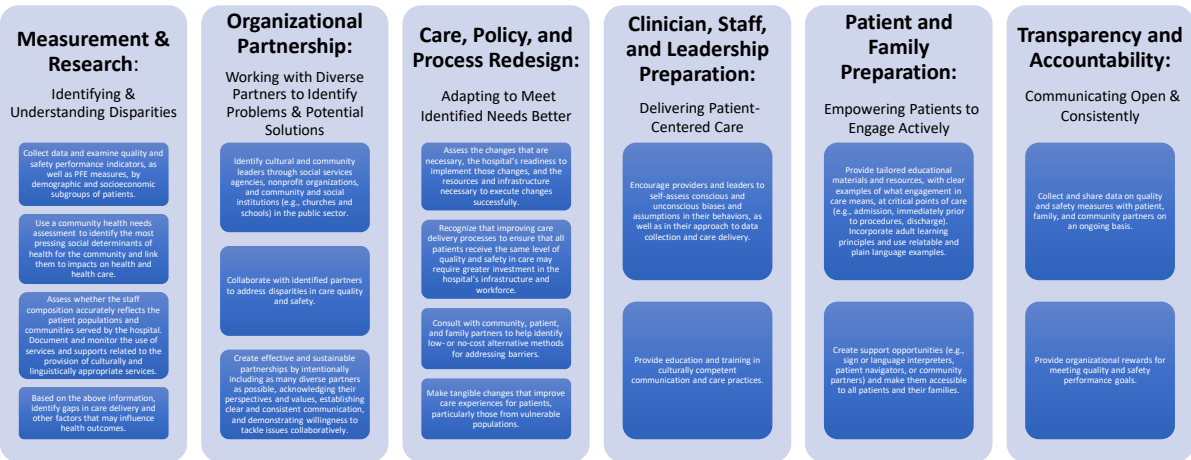 Measurement &
Research:
Identifying &
Understanding Disparities
Collect data and examine quality and
safety performance indicators, as
well as PFE measures, by
demographic and socioeconomic
subgroups of patients.
Use a community health needs
assessment to identify the most
pressing social determinants of
health for the community and link
them to impacts on health and
health care.
Assess whether the staff
composition accurately reflects the
patient populations and
communities served by the hospital.
Document and monitor the use of
services and supports related to the
provision of culturally and
linguistically appropriate services.
Based on the above information,
identify gaps in care delivery and
other factors that may influence
health outcomes.
Organizational
Partnership:
Working with Diverse
Partners to Identify
Problems & Potential
Solutions
Identify cultural and community
leaders through social services
agencies, nonprofit organizations,
and community and social
institutions (e.g., churches and
schools) in the public sector.
Collaborate with identified partners
to address disparities in care quality
and safety.
Create effective and sustainable
partnerships by intentionally
including as many diverse partners
as possible, acknowledging their
perspectives and values, establishing
clear and consistent communication,
and demonstrating willingness to
tackle issues collaboratively.
Care, Policy, and
Process Redesign:
Adapting to Meet
Identified Needs Better
Assess the changes that are
necessary, the hospital's readiness to
implement those changes, and the
resources and infrastructure
necessary to execute changes
successfully.
Recognize that improving care
delivery processes to ensure that all
patients receive the same level of
quality and safety in care may
require greater investment in the
hospital's infrastructure and
workforce.
Consult with community, patient,
and family partners to help identify
low- or no-cost alternative methods
for addressing barriers.
Make tangible changes that improve
care experiences for patients,
particularly those from vulnerable
populations.
Clinician, Staff,
and Leadership
Preparation:
Delivering Patient-
Centered Care
Encourage providers and leaders to
self-assess conscious and
unconscious biases and
assumptions in their behaviors, as
well as in their approach to data
collection and care delivery.
Provide education and training in
culturally competent
communication and care practices.
Patient and
Family
Preparation:
Empowering Patients to
Engage Actively
Provide tailored educational
materials and resources, with clear
examples of what engagement in
care means, at critical points of care
(e.g., admission, immediately prior
to procedures, discharge).
Incorporate adult learning
principles and use relatable and
plain language examples.
Create support opportunities (e.g.,
sign or language interpreters,
patient navigators, or community
partners) and make them accessible
to all patients and their families.
Transparency and
Accountability:
Communicating Open &
Consistently
Collect and share data on quality
and safety measures with patient,
family, and community partners on
an ongoing basis.
Provide organizational rewards for
meeting quality and safety
performance goals.